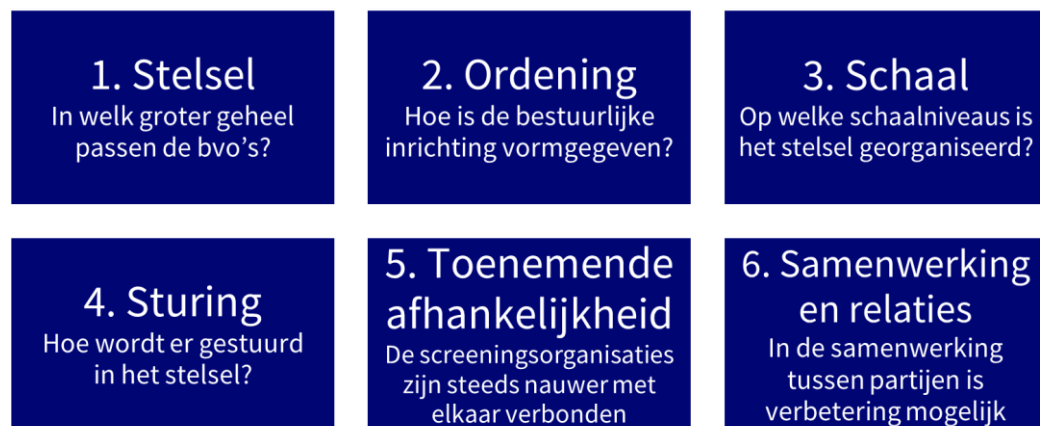 1. Stelsel
In welk groter geheel
passen de bvo's?
2. Ordening
Hoe is de bestuurlijke
inrichting vormgegeven?
3. Schaal
Op welke schaalniveaus is
het stelsel georganiseerd?
4. Sturing
Hoe wordt er gestuurd
in het stelsel?
5. Toenemende
afhankelijkheid
De screeningsorganisaties
zijn steeds nauwer met
elkaar verbonden
6. Samenwerking
en relaties
In de samenwerking
tussen partijen is
verbetering mogelijk